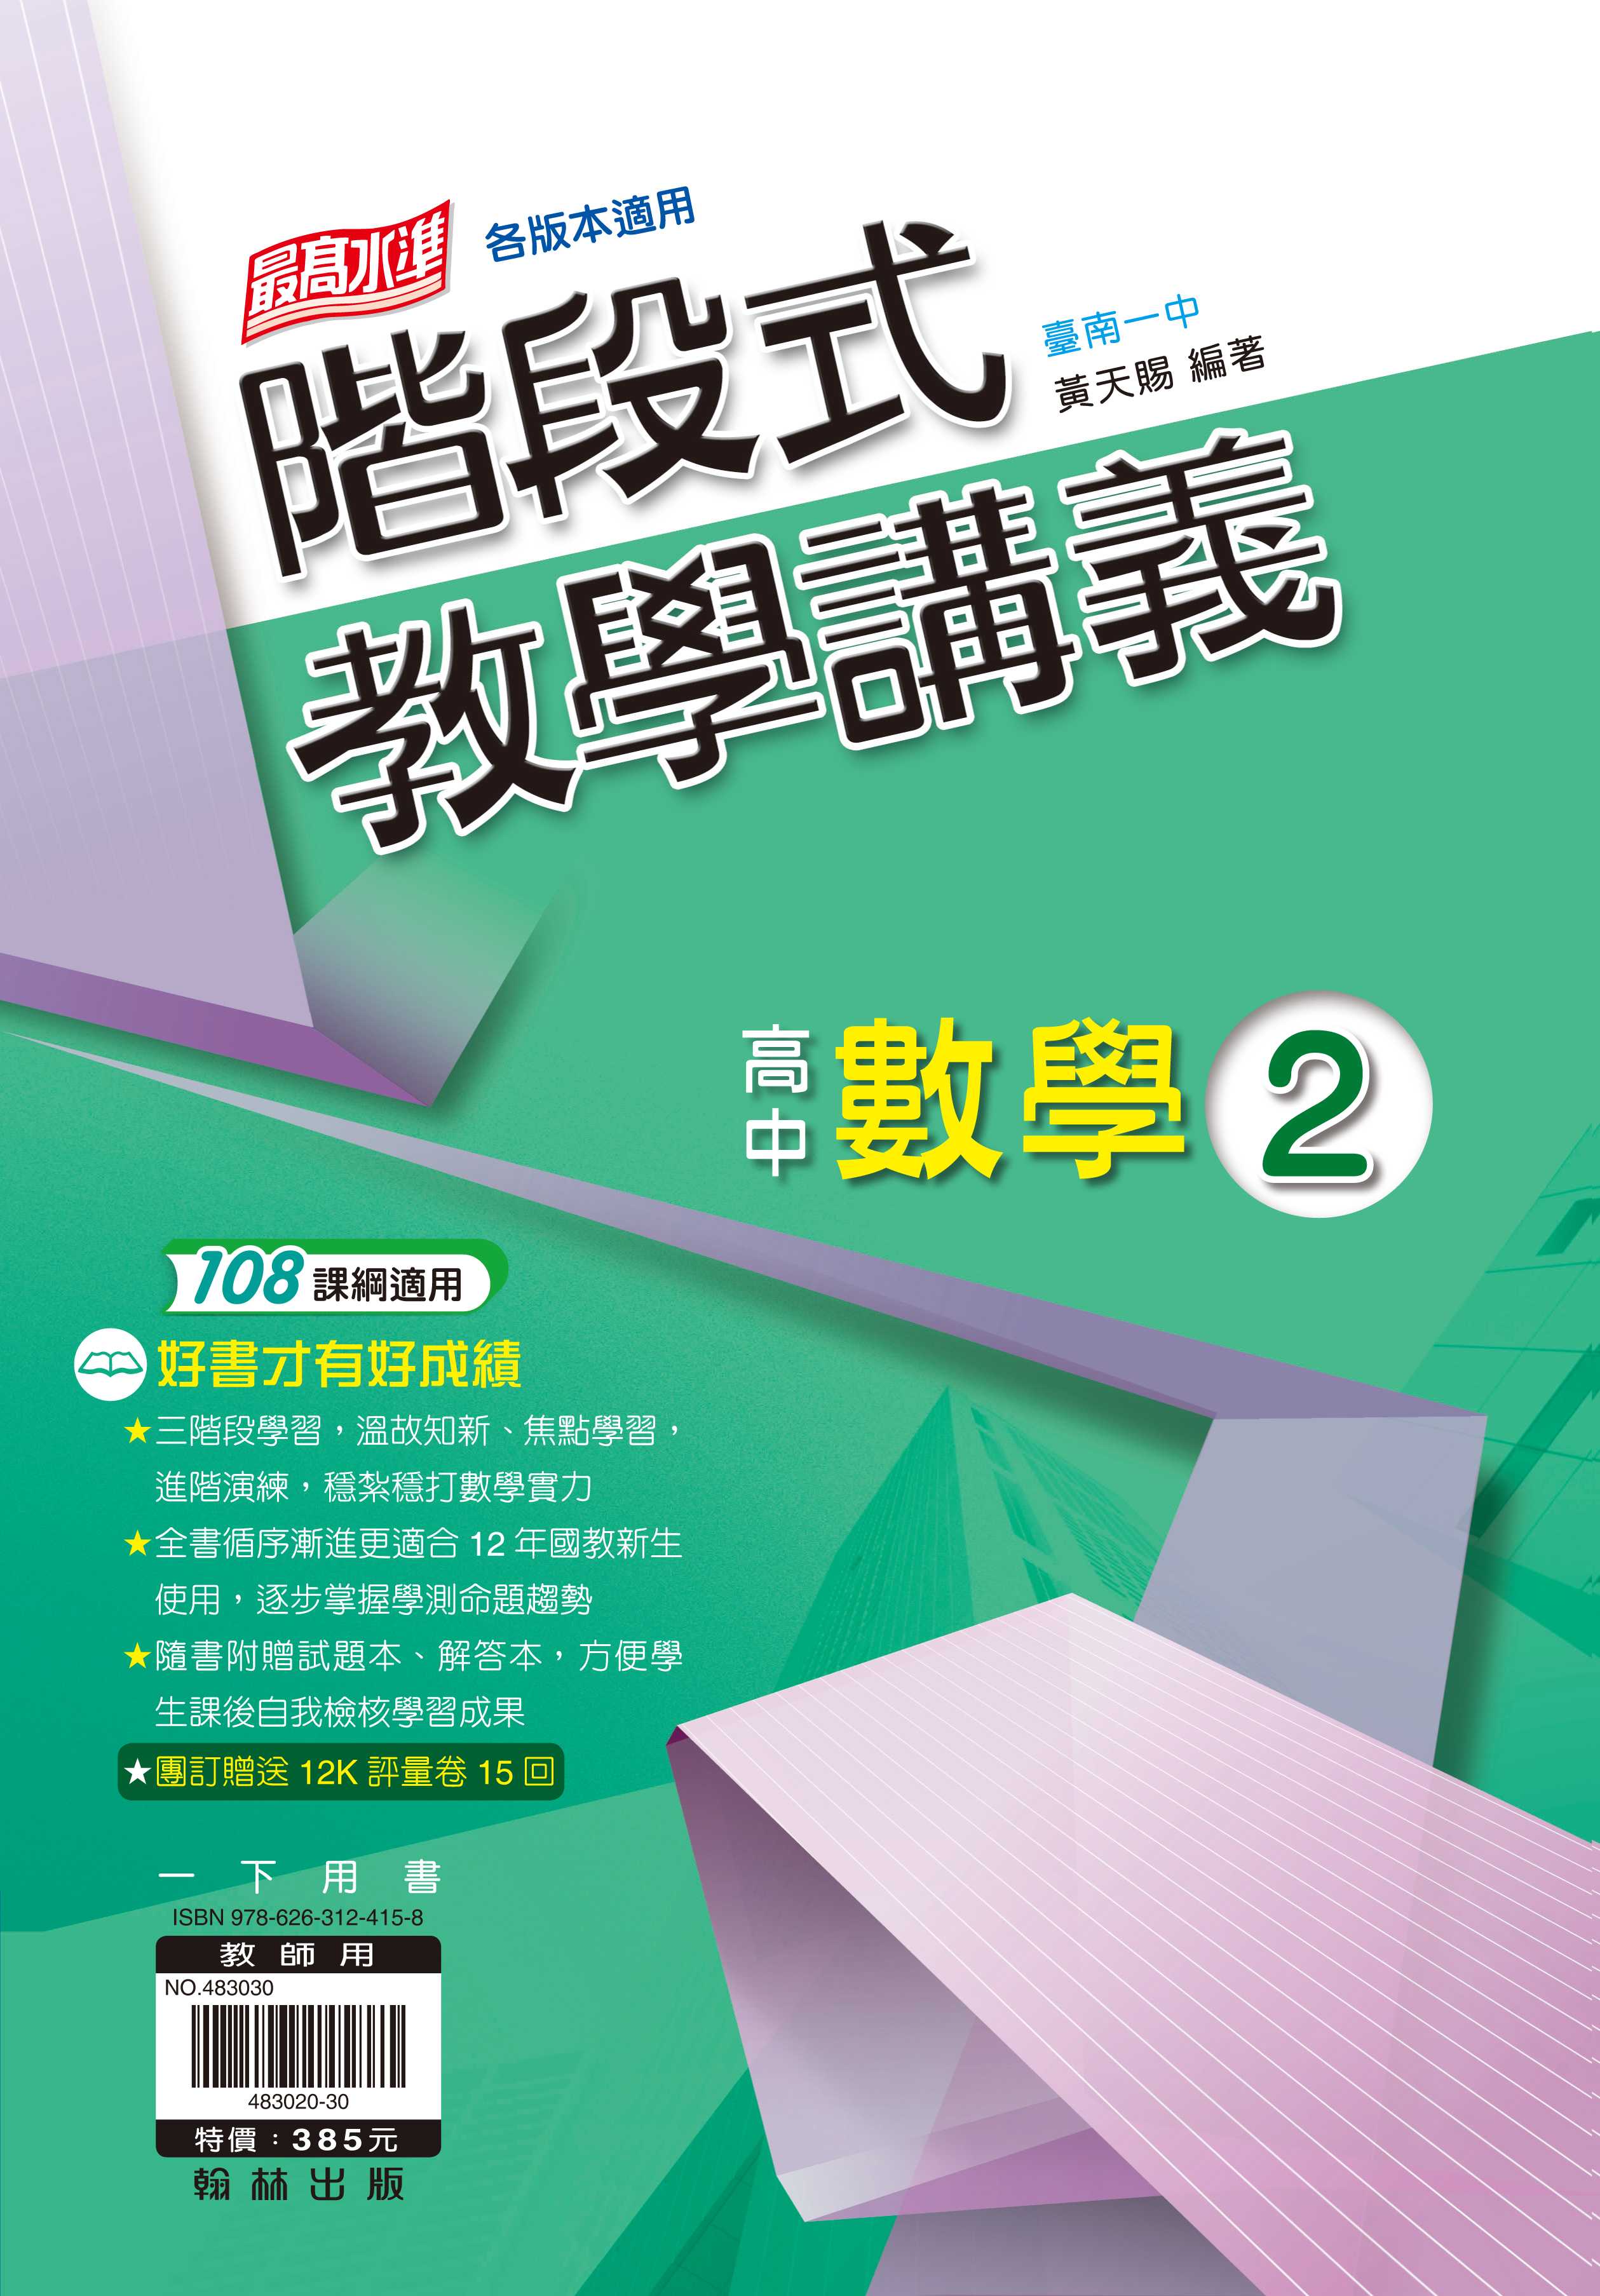 最高水準
各版本適用
階段式
臺南一中
黃天賜 編著
教學講義
高中 數學 2
108 課綱適用
好書才有好成績
★三階段學習，溫故知新、焦點學習，
進階演練，穩紮穩打數學實力
★全書循序漸進更適合 12 年國教新生
使用，逐步掌握學測命題趨勢
★隨書附贈試題本、解答本，方便學
生課後自我檢核學習成果
★團訂贈送 12K 評量卷 15 回
一下用書
ISBN 978-626-312-415-8
教師用
NO.483030
483020-30
特價：385元
翰林出版